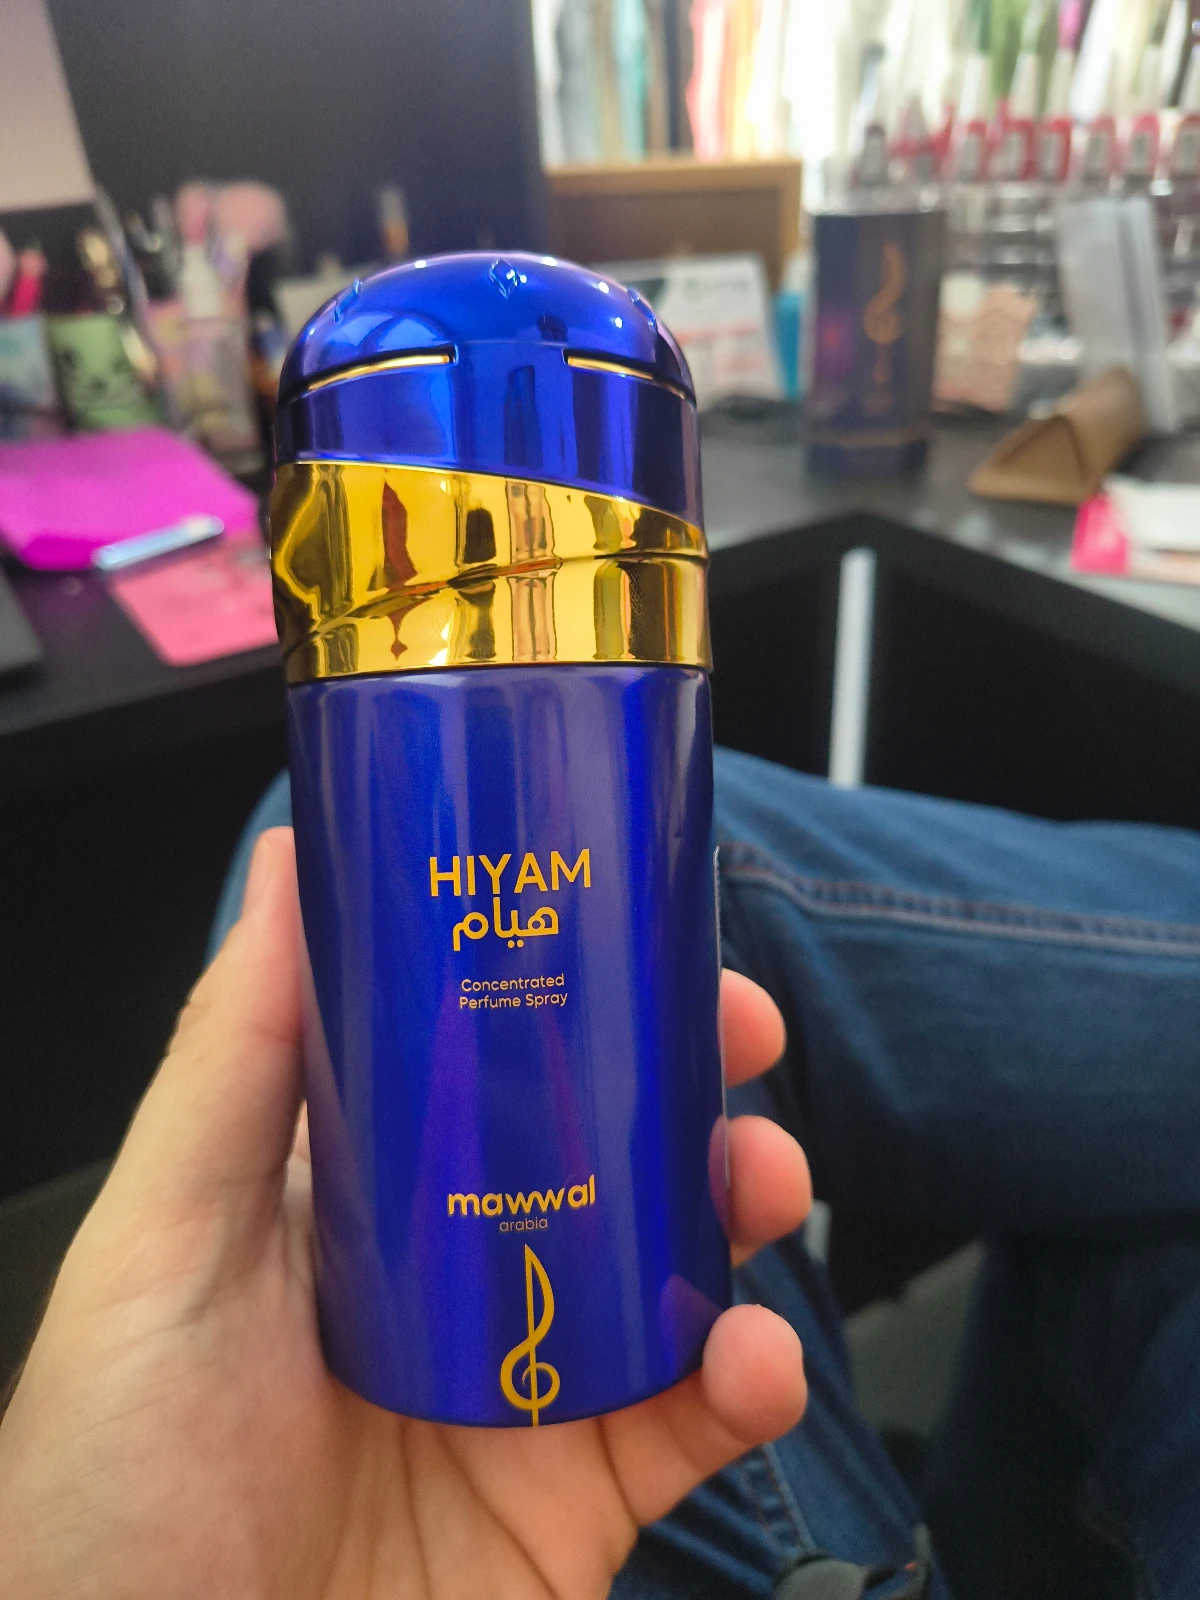 HIYAM
هيام
Concentrated
Perfume Spray
mawwal
arabia